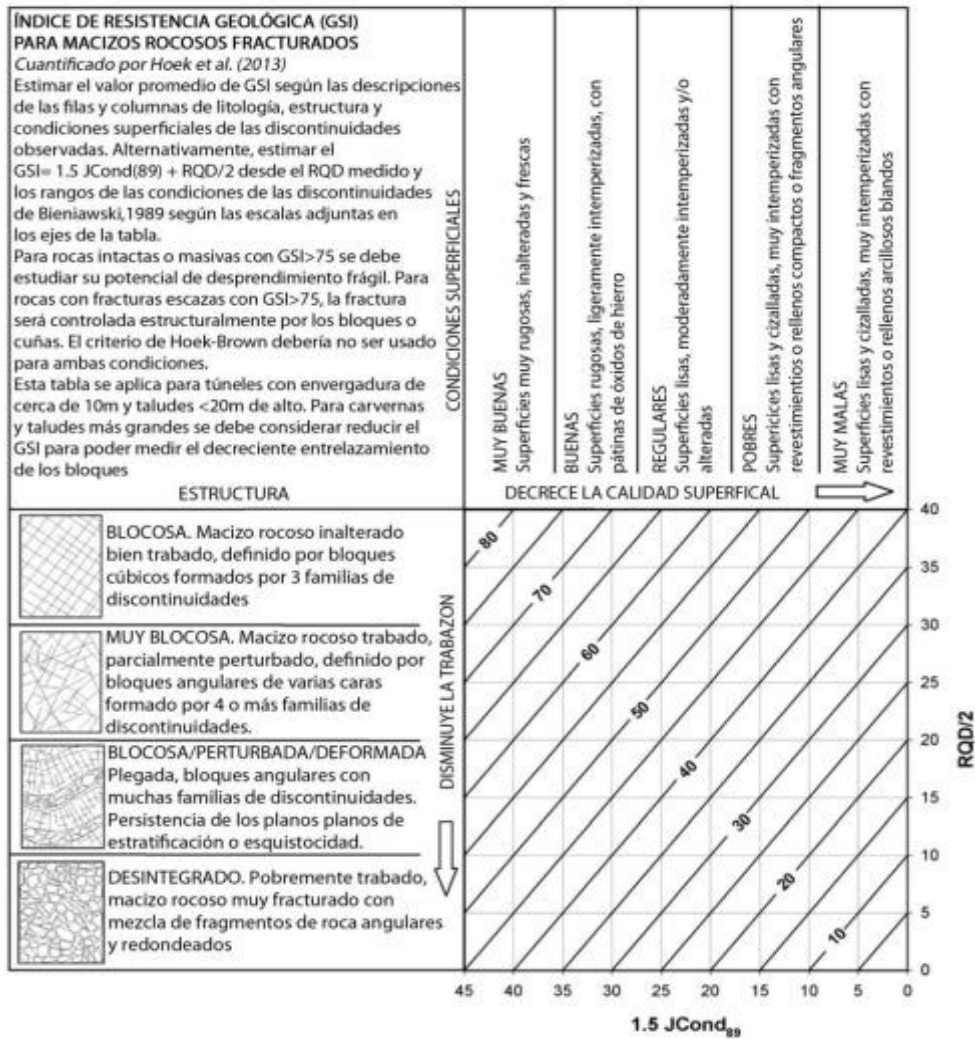 ÍNDICE DE RESISTENCIA GEOLÓGICA (GSI)
PARA MACIZOS ROCOSOS FRACTURADOS
Cuantificado por Hoek et al. (2013)
Estimar el valor promedio de GSI según las descripciones
de las filas y columnas de litología, estructura y
condiciones superficiales de las discontinuidades
observadas. Alternativamente, estimar el
GSI= 1.5 JCond(89) + RQD/2 desde el RQD medido y
los rangos de las condiciones de las discontinuidades
de Bieniawski,1989 según las escalas adjuntas en
los ejes de la tabla.
Para rocas intactas o masivas con GSI>75 se debe
estudiar su potencial de desprendimiento frágil. Para
rocas con fracturas escazas con GSI>75, la fractura
será controlada estructuralmente por los bloques o
cuñas. El criterio de Hoek-Brown debería no ser usado
para ambas condiciones.
Esta tabla se aplica para túneles con envergadura de
cerca de 10m y taludes <20m de alto. Para carvernas
y taludes más grandes se debe considerar reducir el
GSI para poder medir el decreciente entrelazamiento
de los bloques
ESTRUCTURA
CONDICIONES SUPERFICIALES
MUY BUENAS
Superficies muy rugosas, inalteradas y frescas
BUENAS
Superficies rugosas, ligeramente intemperizadas, con
pátinas de óxidos de hierro
REGULARES
Superficies lisas, moderadamente intemperizadas y/o
alteradas
POBRES
Supericices lisas y cizalladas, muy intemperizadas con
revestimientios o rellenos compactos o fragmentos angulares
MUY MALAS
Superficies lisas y cizalladas, muy intemperizadas con
revestimientos o rellenos arcillosos blandos
DECRECE LA CALIDAD SUPERFICAL
BLOCOSA. Macizo rocoso inalterado
bien trabado, definido por bloques
cúbicos formados por 3 familias de
discontinuidades
MUY BLOCOSA. Macizo rocoso trabado,
parcialmente perturbado, definido por
bloques angulares de varias caras
formado por 4 o más familias de
discontinuidades.
BLOCOSA/PERTURBADA/DEFORMADA
Plegada, bloques angulares con
muchas familias de discontinuidades.
Persistencia de los planos planos de
estratificación o esquistocidad.
DESINTEGRADO. Pobremente trabado,
macizo rocoso muy fracturado con
mezcla de fragmentos de roca angulares
y redondeados
DISMINUYE LA TRABAZON
80
70
60
50
40
30
20
10
40
35
30
25
20
15
10
5
0
RQD/2
45 40 35 30 25 20 15 10 5 0
1.5 JCond89